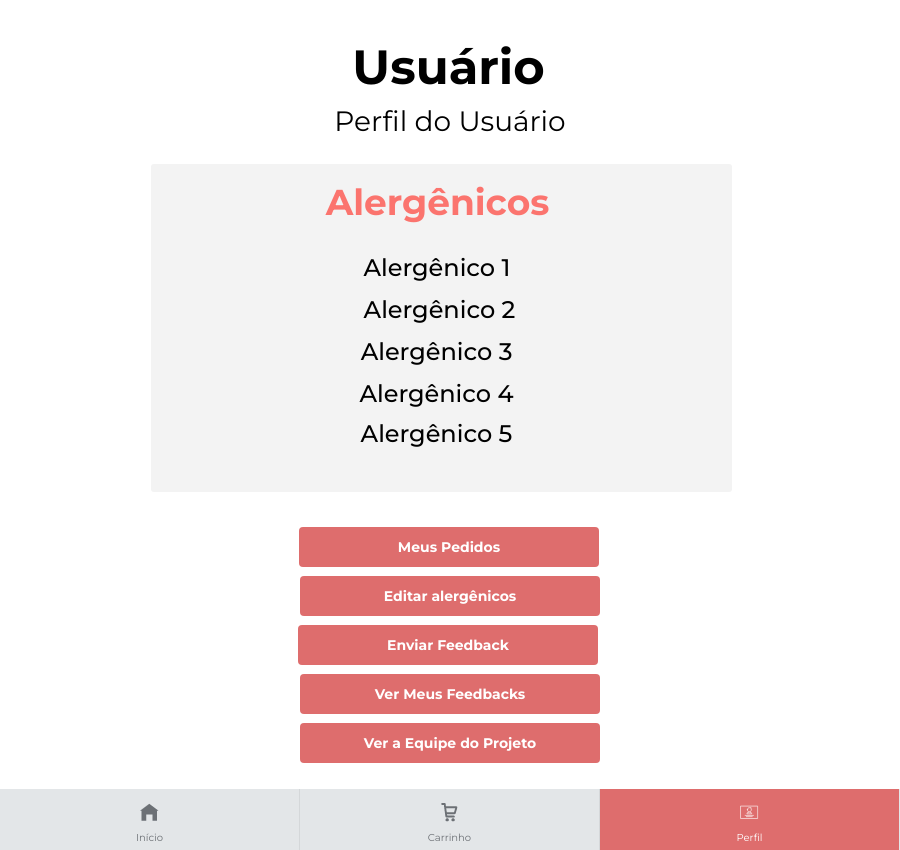 Usuário
Perfil do Usuário
Alergênicos
Alergênico 1
Alergênico 2
Alergênico 3
Alergênico 4
Alergênico 5
Meus Pedidos
Editar alergênicos
Enviar Feedback
Ver Meus Feedbacks
Ver a Equipe do Projeto
Início
Carrinho
Perfil